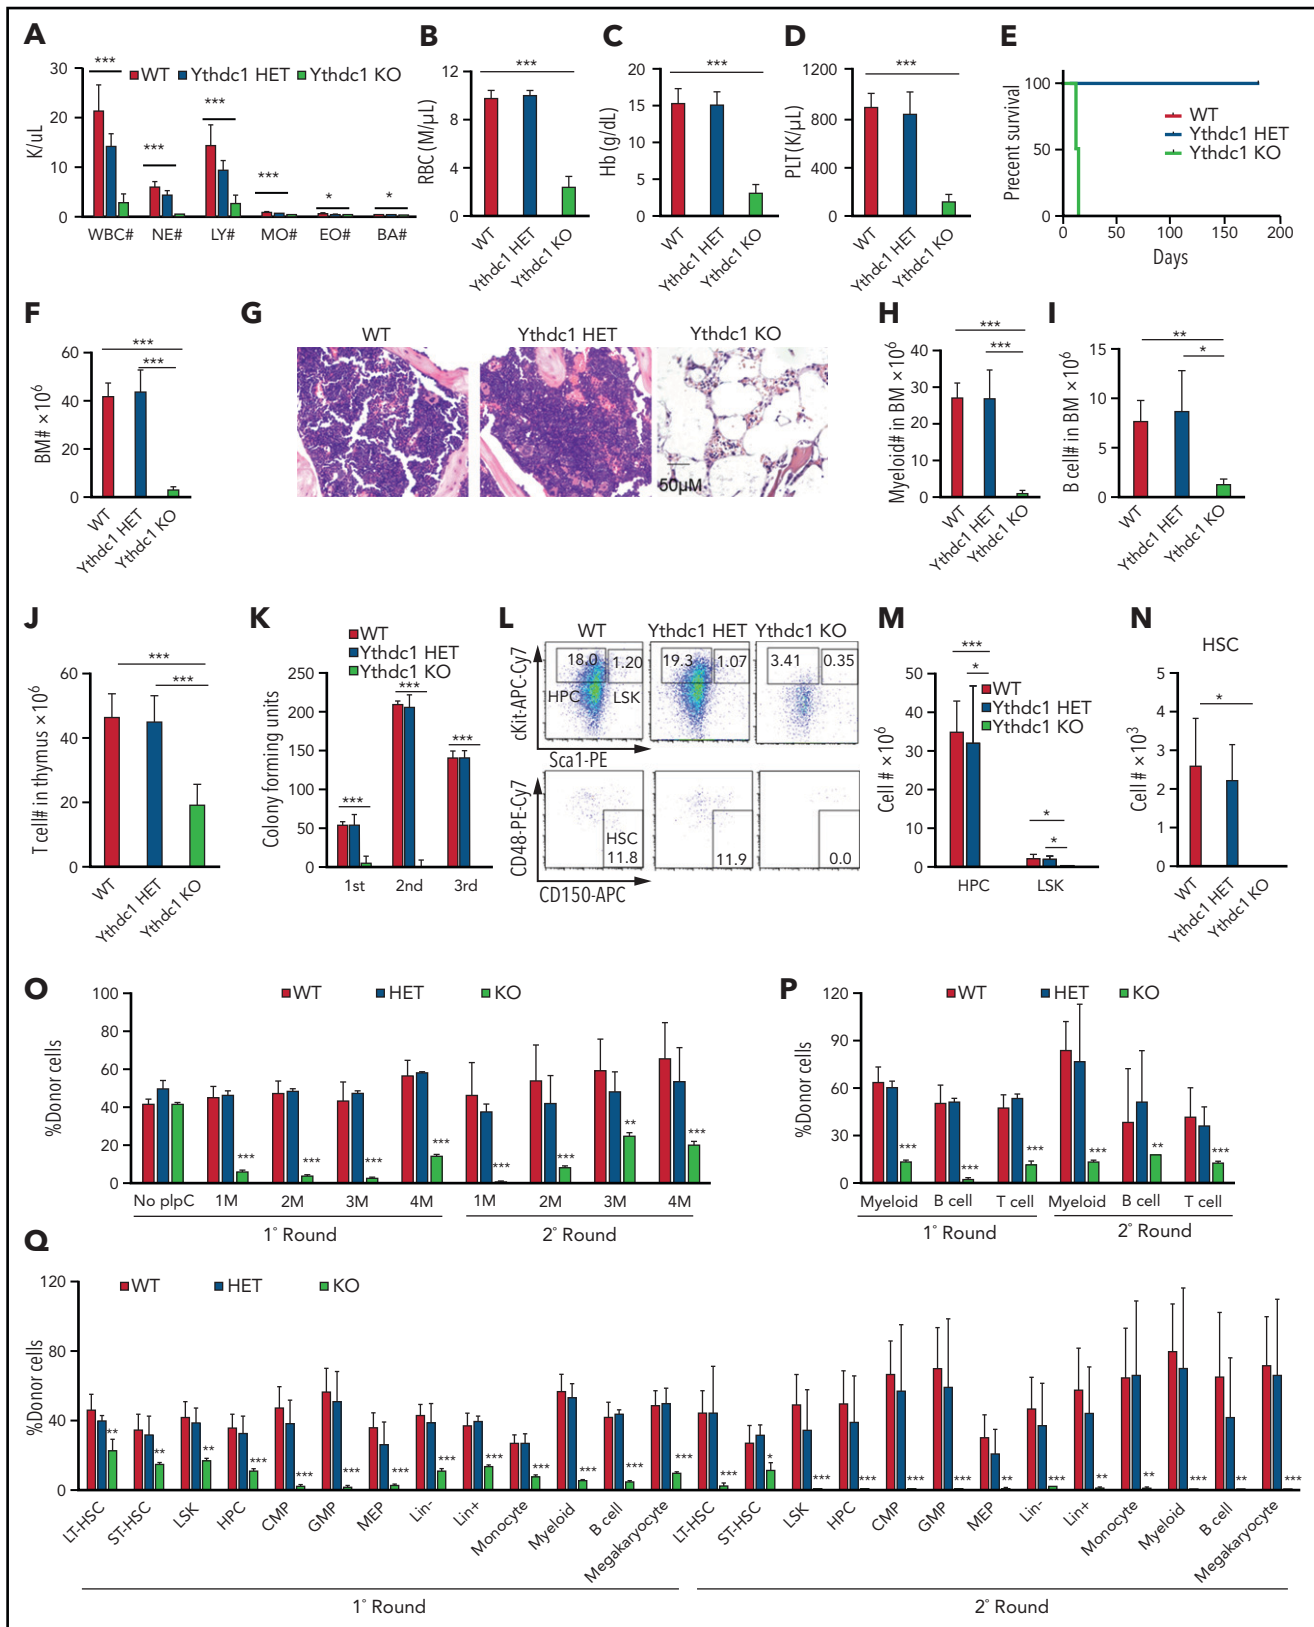 A
*** WT Ythdc1 HET Ythdc1 KO
30
20
10
0
K/uL
*** *** *** * *
WBC# NE# LY# MO# EO# BA#
B
***
12
8
4
0
RBC (M/µL)
WT
Ythdc1 HET
Ythdc1 KO
C
***
20
15
10
5
0
Hb (g/dL)
WT
Ythdc1 HET
Ythdc1 KO
D
***
1200
800
400
0
PLT (K/µL)
WT
Ythdc1 HET
Ythdc1 KO
E
100
50
0
Precent survival
WT
Ythdc1 HET
Ythdc1 KO
0 50 100 150 200
Days
F
***
***
60
40
20
0
BM# ×10⁶
WT
Ythdc1 HET
Ythdc1 KO
G
WT Ythdc1 HET Ythdc1 KO
50µM
H
***
***
40
30
20
10
0
Myeloid# in BM ×10⁶
WT
Ythdc1 HET
Ythdc1 KO
I
**
*
15
10
5
0
B cell# in BM ×10⁶
WT
Ythdc1 HET
Ythdc1 KO
J
***
***
60
40
20
0
T cell# in thymus ×10⁶
WT
Ythdc1 HET
Ythdc1 KO
K
WT
Ythdc1 HET
Ythdc1 KO
250
200
150
100
50
0
Colony forming units
*** *** ***
1st 2nd 3rd
L
WT Ythdc1 HET Ythdc1 KO
cKit-APC-Cy7
18.0 1.20 19.3 1.07 3.41 0.35
HPC LSK
Sca1-PE
CD48-PE-Cy7
HSC
11.8 11.9 0.0
CD150-APC
M
***
*
WT
Ythdc1 HET
Ythdc1 KO
50
40
30
20
10
0
Cell # ×10⁶
*
*
HPC LSK
N
HSC
*
5
4
3
2
1
0
Cell # ×10³
WT
Ythdc1 HET
Ythdc1 KO
O
WT HET KO
100
80
60
40
20
0
%Donor cells
*** *** *** *** *** *** ** ***
No pIpC 1M 2M 3M 4M 1M 2M 3M 4M
1° Round 2° Round
P
WT HET KO
120
90
60
30
0
%Donor cells
*** *** *** *** ** ***
Myeloid B cell T cell Myeloid B cell T cell
1° Round 2° Round
Q
WT HET KO
120
80
40
0
%Donor cells
** ** ** *** *** *** *** *** *** *** *** *** *** *** * *** *** *** *** ** *** ** ** *** ** ***
LT-HSC ST-HSC LSK HPC CMP GMP MEP Lin- Lin+ Monocyte Myeloid B cell Megakaryocyte LT-HSC ST-HSC LSK HPC CMP GMP MEP Lin- Lin+ Monocyte Myeloid B cell Megakaryocyte
1° Round 2° Round